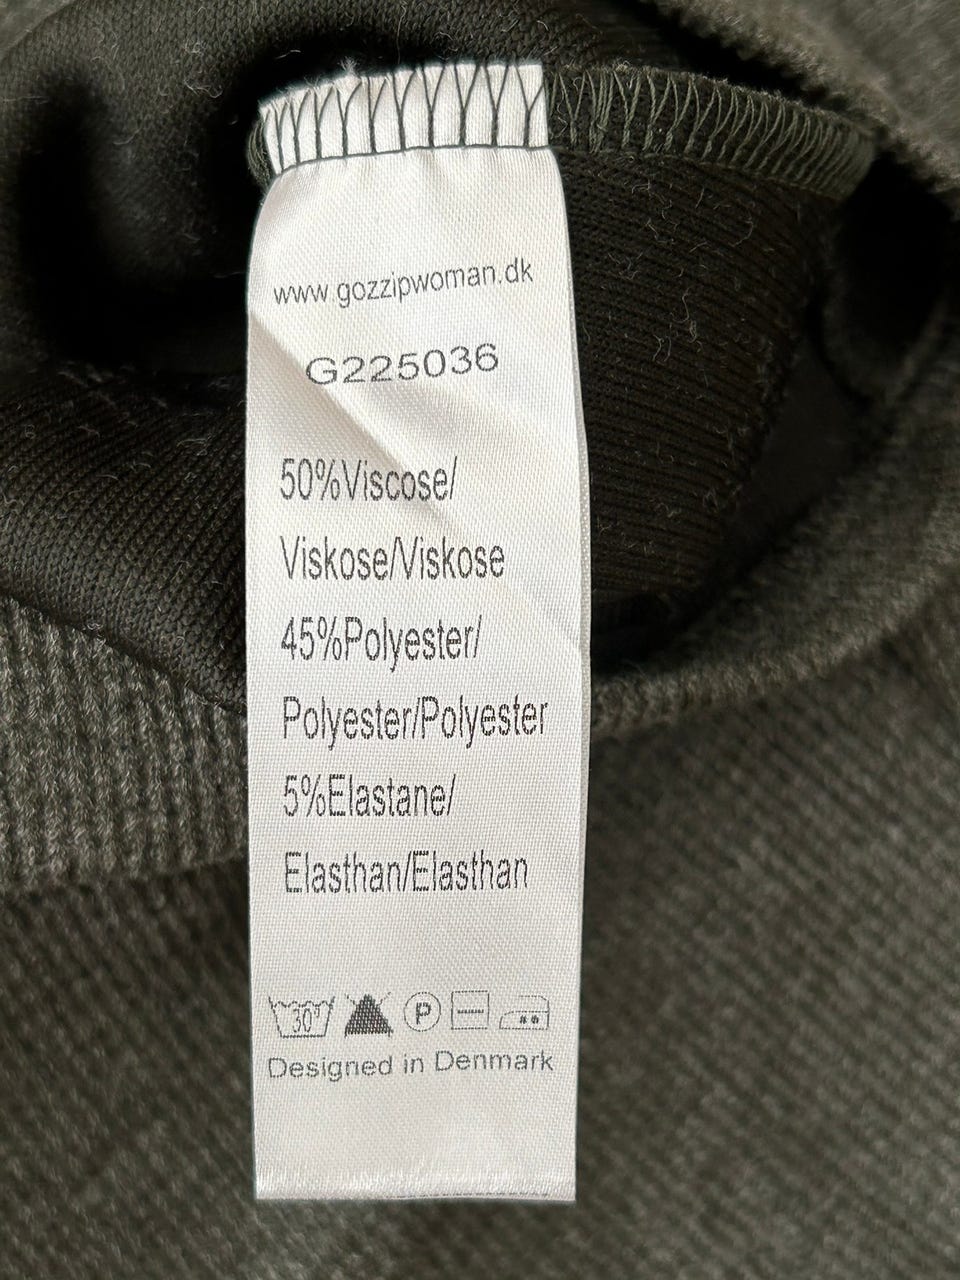 www.gozzipwoman.dk
G225036
50%Viscose/
Viskose/Viskose
45%Polyester/
Polyester/Polyester
5%Elastane/
Elasthan/Elasthan
30° P
Designed in Denmark